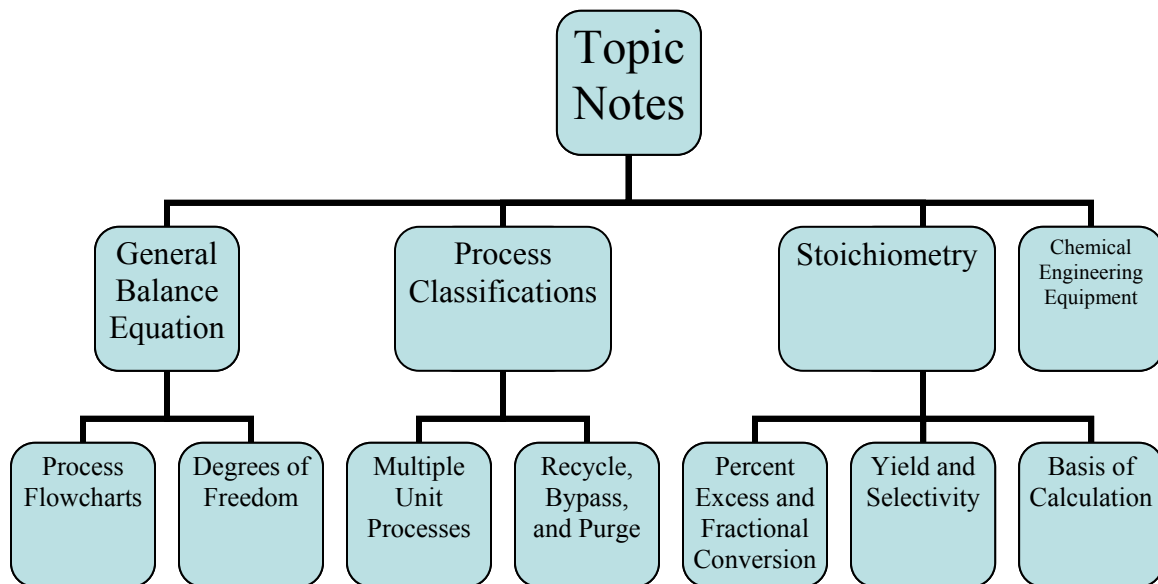 Topic
Notes
General
Balance
Equation
Process
Classifications
Stoichiometry
Chemical
Engineering
Equipment
Process
Flowcharts
Degrees of
Freedom
Multiple
Unit
Processes
Recycle,
Bypass,
and Purge
Percent
Excess and
Fractional
Conversion
Yield and
Selectivity
Basis of
Calculation